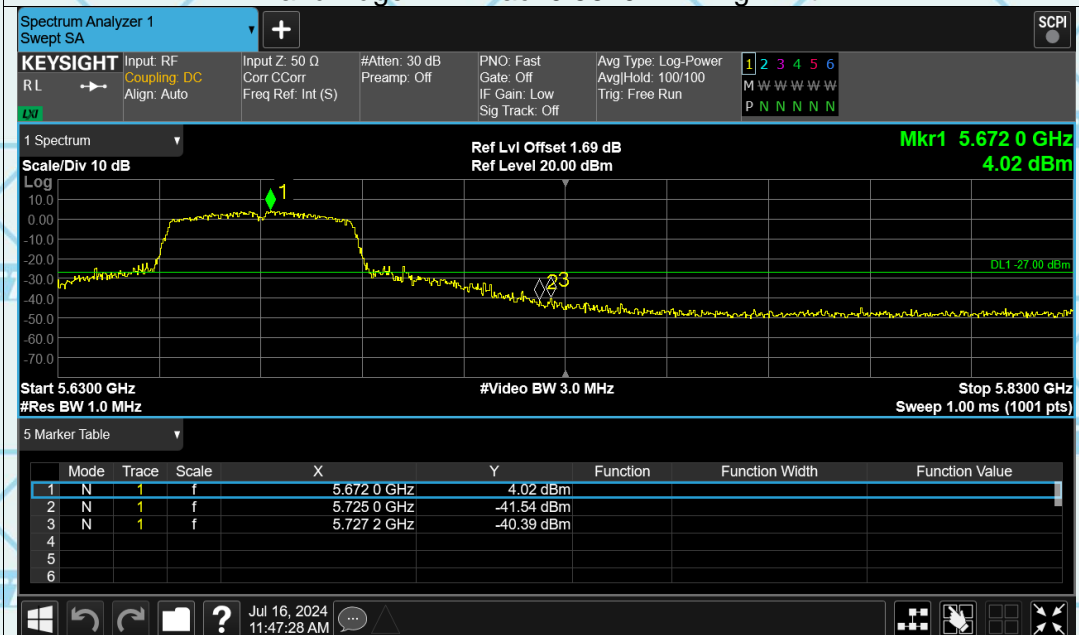 Spectrum Analyzer 1
Swept SA
+
SCPI
KEYSIGHT
RL
LXI
Input: RF
Coupling: DC
Align: Auto
Input Z: 50 Ω
Corr CCorr
Freq Ref: Int (S)
#Atten: 30 dB
Preamp: Off
PNO: Fast
Gate: Off
IF Gain: Low
Sig Track: Off
Avg Type: Log-Power
Avg|Hold: 100/100
Trig: Free Run
1 2 3 4 5 6
M W W W W W
P N N N N N
1 Spectrum
Scale/Div 10 dB
Ref Lvl Offset 1.69 dB
Ref Level 20.00 dBm
Mkr1 5.672 0 GHz
4.02 dBm
Log
10.0
0.00
-10.0
-20.0
-30.0
-40.0
-50.0
-60.0
-70.0
1
23
DL1 -27.00 dBm
Start 5.6300 GHz
#Video BW 3.0 MHz
Stop 5.8300 GHz
#Res BW 1.0 MHz
Sweep 1.00 ms (1001 pts)
5 Marker Table
Mode Trace Scale X Y Function Function Width Function Value
1 N 1 f 5.672 0 GHz 4.02 dBm
2 N 1 f 5.725 0 GHz -41.54 dBm
3 N 1 f 5.727 2 GHz -40.39 dBm
4
5
6
?
Jul 16, 2024
11:47:28 AM